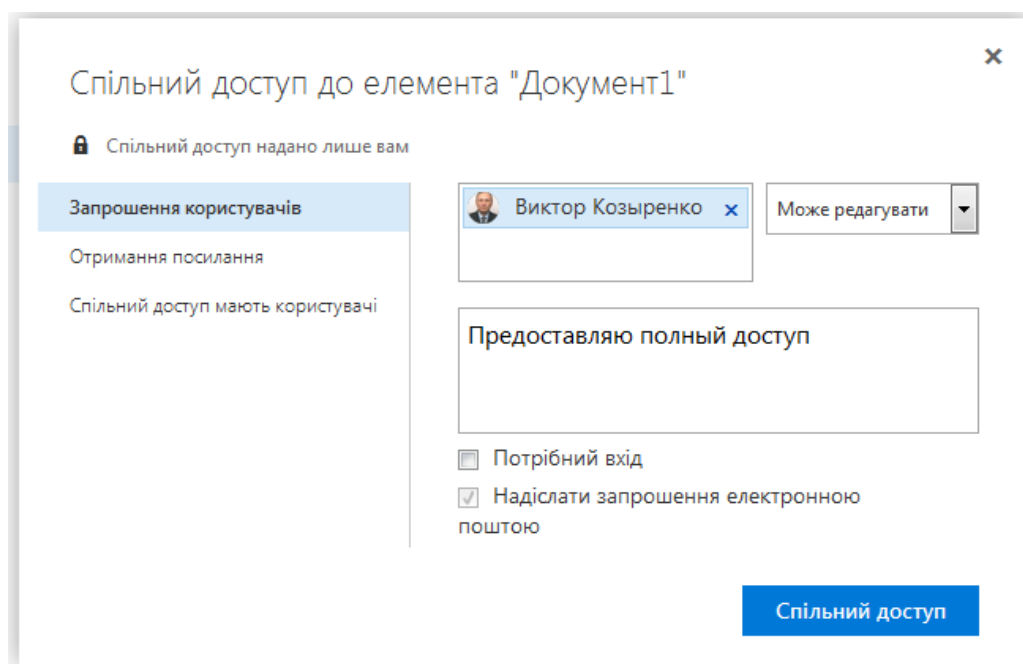 Спільний доступ до елемента "Документ1"
Спільний доступ надано лише вам
Запрошення користувачів
Отримання посилання
Спільний доступ мають користувачі
Виктор Козыренко x
Може редагувати
Предоставляю полный доступ
Потрібний вхід
Надіслати запрошення електронною
поштою
Спільний доступ